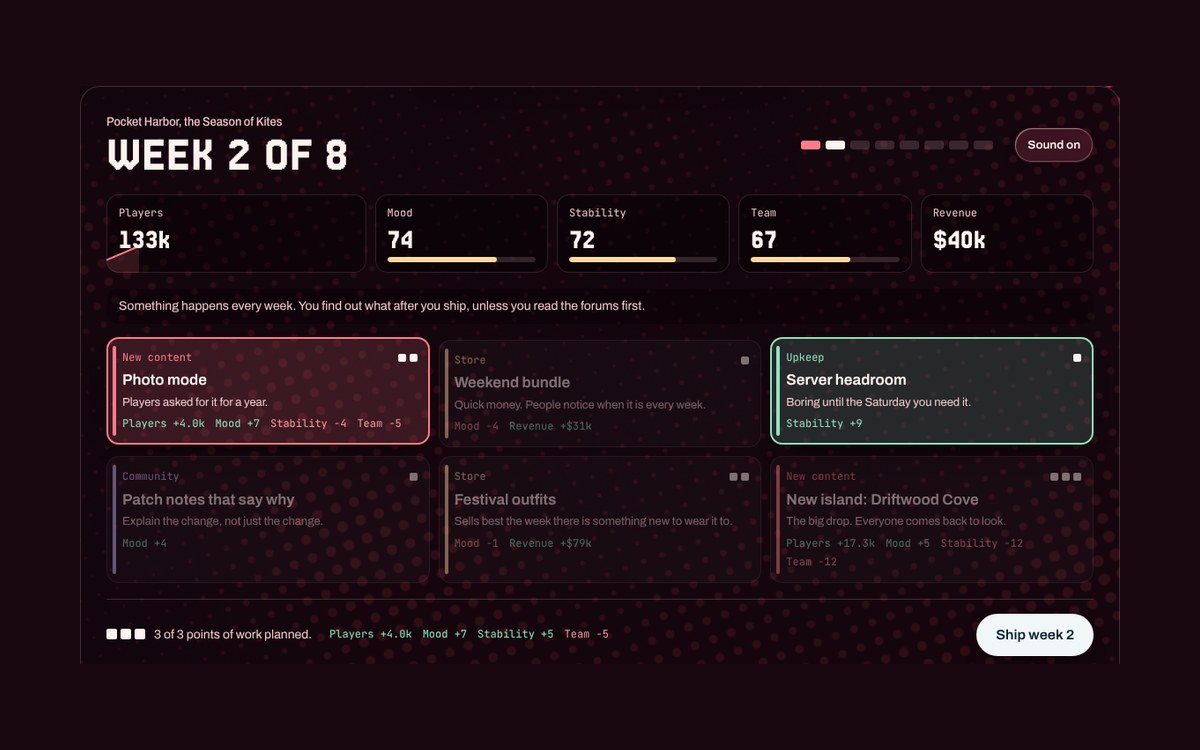 Pocket Harbor, the Season of Kites
WEEK 2 OF 8
Sound on
Players
133k
Mood
74
Stability
72
Team
67
Revenue
$40k
Something happens every week. You find out what after you ship, unless you read the forums first.
New content
Photo mode
Players asked for it for a year.
Players +4.0k Mood +7 Stability -4 Team -5
Store
Weekend bundle
Quick money. People notice when it is every week.
Mood -4 Revenue +$31k
Upkeep
Server headroom
Boring until the Saturday you need it.
Stability +9
Community
Patch notes that say why
Explain the change, not just the change.
Mood +4
Store
Festival outfits
Sells best the week there is something new to wear it to.
Mood -1 Revenue +$79k
New content
New island: Driftwood Cove
The big drop. Everyone comes back to look.
Players +17.3k Mood +5 Stability -12
Team -12
3 of 3 points of work planned.
Players +4.0k Mood +7 Stability +5 Team -5
Ship week 2